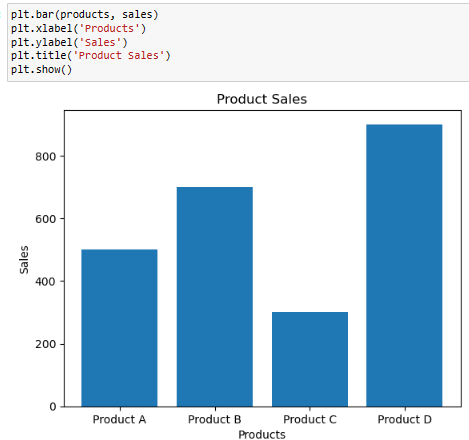 plt.bar(products, sales)
plt.xlabel('Products')
plt.ylabel('Sales')
plt.title('Product Sales')
plt.show()
Product Sales
800
600
400
200
0
Sales
Product A Product B Product C Product D
Products